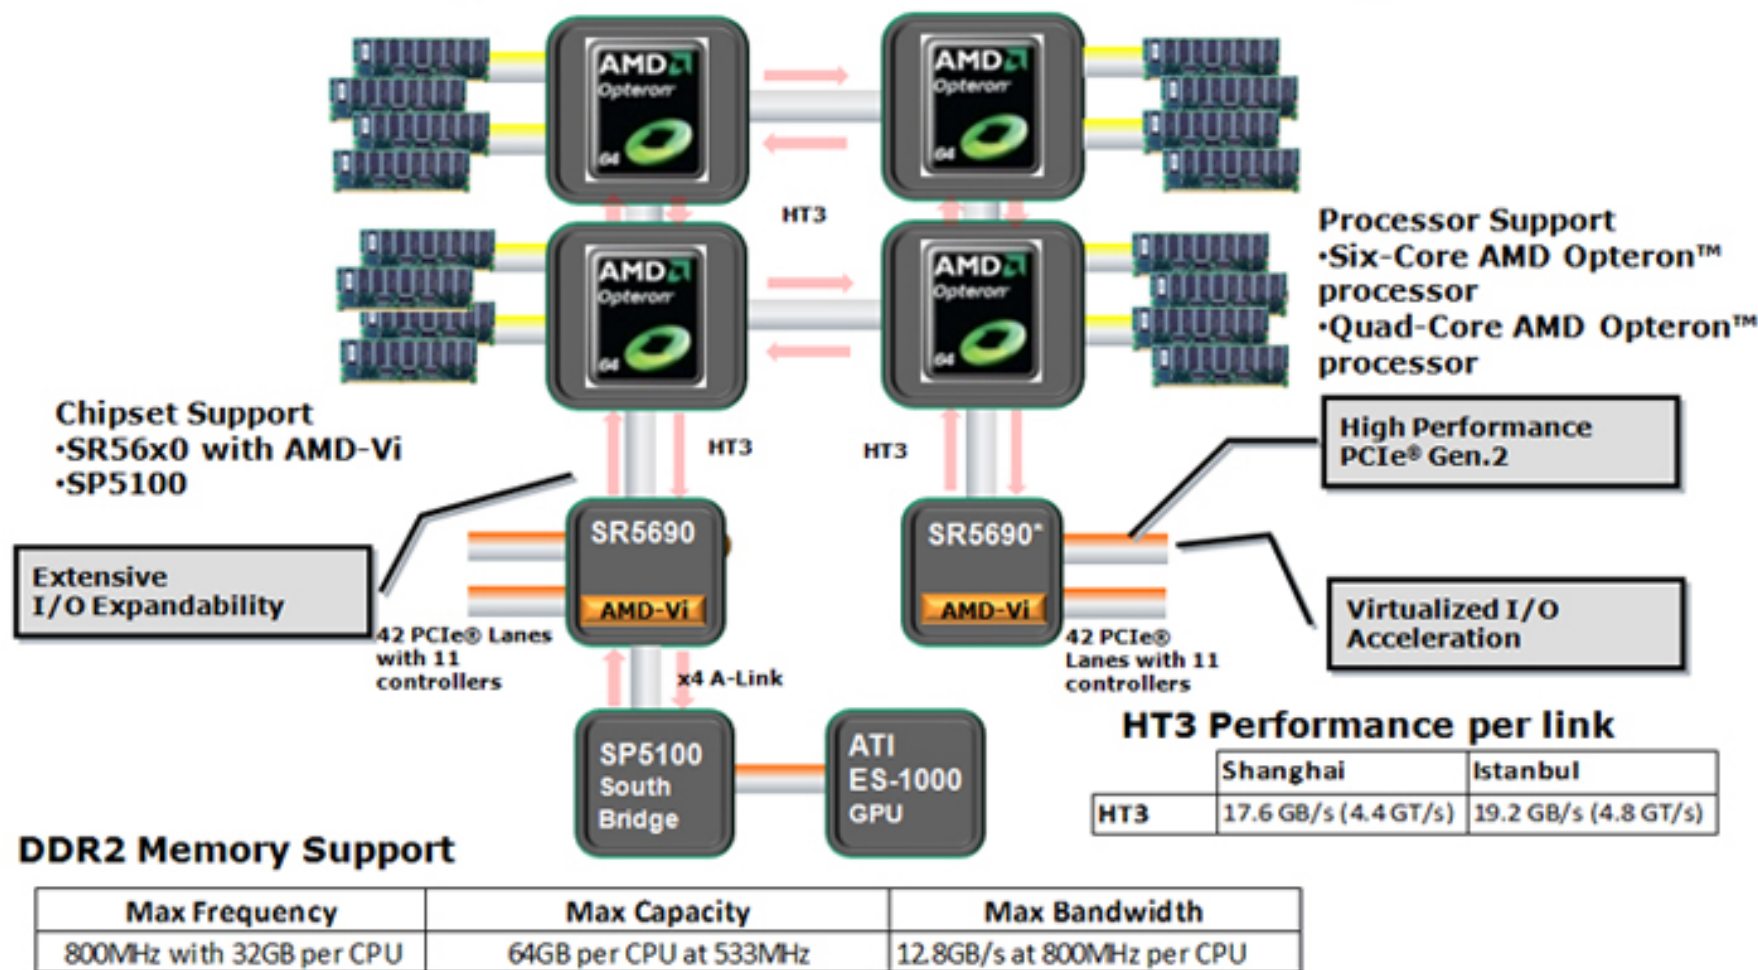 AMD
Opteron
64
AMD
Opteron
64
HT3
AMD
Opteron
64
AMD
Opteron
64
Processor Support
•Six-Core AMD Opteron™
processor
•Quad-Core AMD Opteron™
processor
Chipset Support
•SR56x0 with AMD-Vi
•SP5100
HT3
HT3
High Performance
PCIe® Gen.2
Extensive
I/O Expandability
SR5690
AMD-Vi
SR5690*
AMD-Vi
Virtualized I/O
Acceleration
42 PCIe® Lanes
with 11
controllers
42 PCIe®
Lanes with 11
controllers
x4 A-Link
SP5100
South
Bridge
ATI
ES-1000
GPU
HT3 Performance per link
Shanghai Istanbul
HT3 17.6 GB/s (4.4 GT/s) 19.2 GB/s (4.8 GT/s)
DDR2 Memory Support
Max Frequency Max Capacity Max Bandwidth
800MHz with 32GB per CPU 64GB per CPU at 533MHz 12.8GB/s at 800MHz per CPU